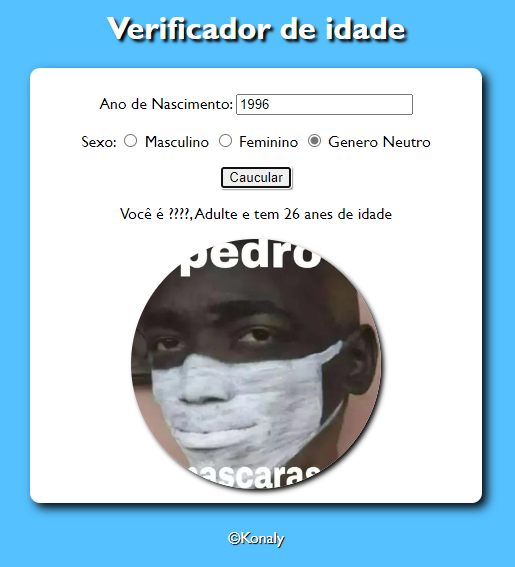 Verificador de idade
Ano de Nascimento: 1996
Sexo: Masculino Feminino Genero Neutro
Caucular
Você é ????, Adulte e tem 26 anes de idade
pedro
mascaras
©Konaly